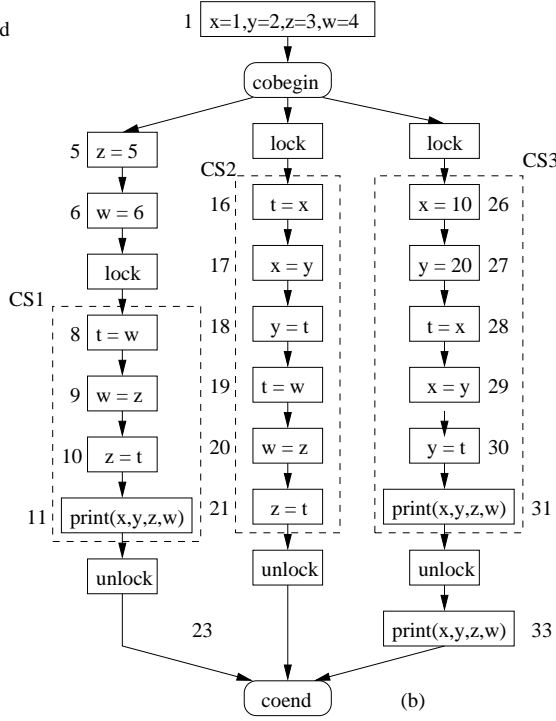 d
1 x=1,y=2,z=3,w=4
cobegin
5 z = 5
6 w = 6
lock
CS1
8 t = w
9 w = z
10 z = t
11 print(x,y,z,w)
unlock
lock
CS2
16 t = x
17 x = y
18 y = t
19 t = w
20 w = z
21 z = t
unlock
23
lock
CS3
x = 10 26
y = 20 27
t = x 28
x = y 29
y = t 30
print(x,y,z,w) 31
unlock
print(x,y,z,w) 33
coend
(b)